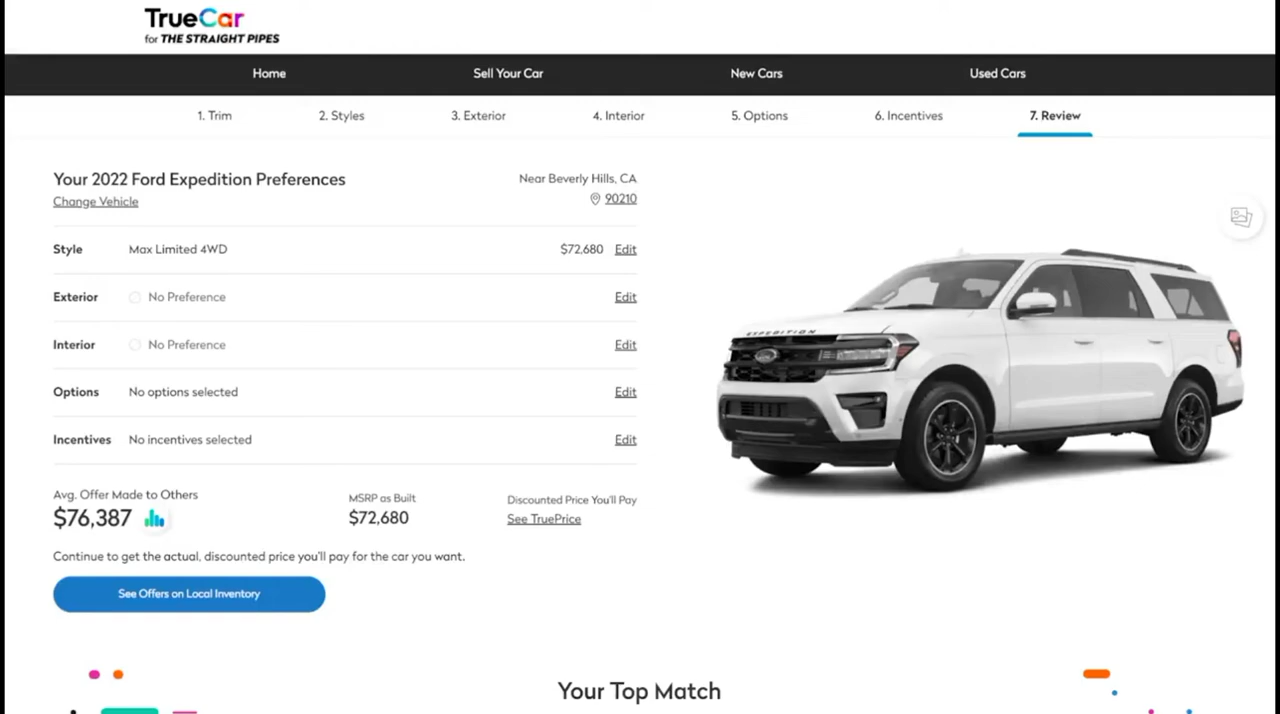 TrueCar
for THE STRAIGHT PIPES
Home Sell Your Car New Cars Used Cars
1. Trim 2. Styles 3. Exterior 4. Interior 5. Options 6. Incentives 7. Review
Your 2022 Ford Expedition Preferences
Change Vehicle
Near Beverly Hills, CA
90210
Style Max Limited 4WD $72,680 Edit
Exterior No Preference Edit
Interior No Preference Edit
Options No options selected Edit
Incentives No incentives selected Edit
Avg. Offer Made to Others
$76,387
MSRP as Built
$72,680
Discounted Price You'll Pay
See TruePrice
Continue to get the actual, discounted price you'll pay for the car you want.
See Offers on Local Inventory
EXPEDITION
Ford
Your Top Match